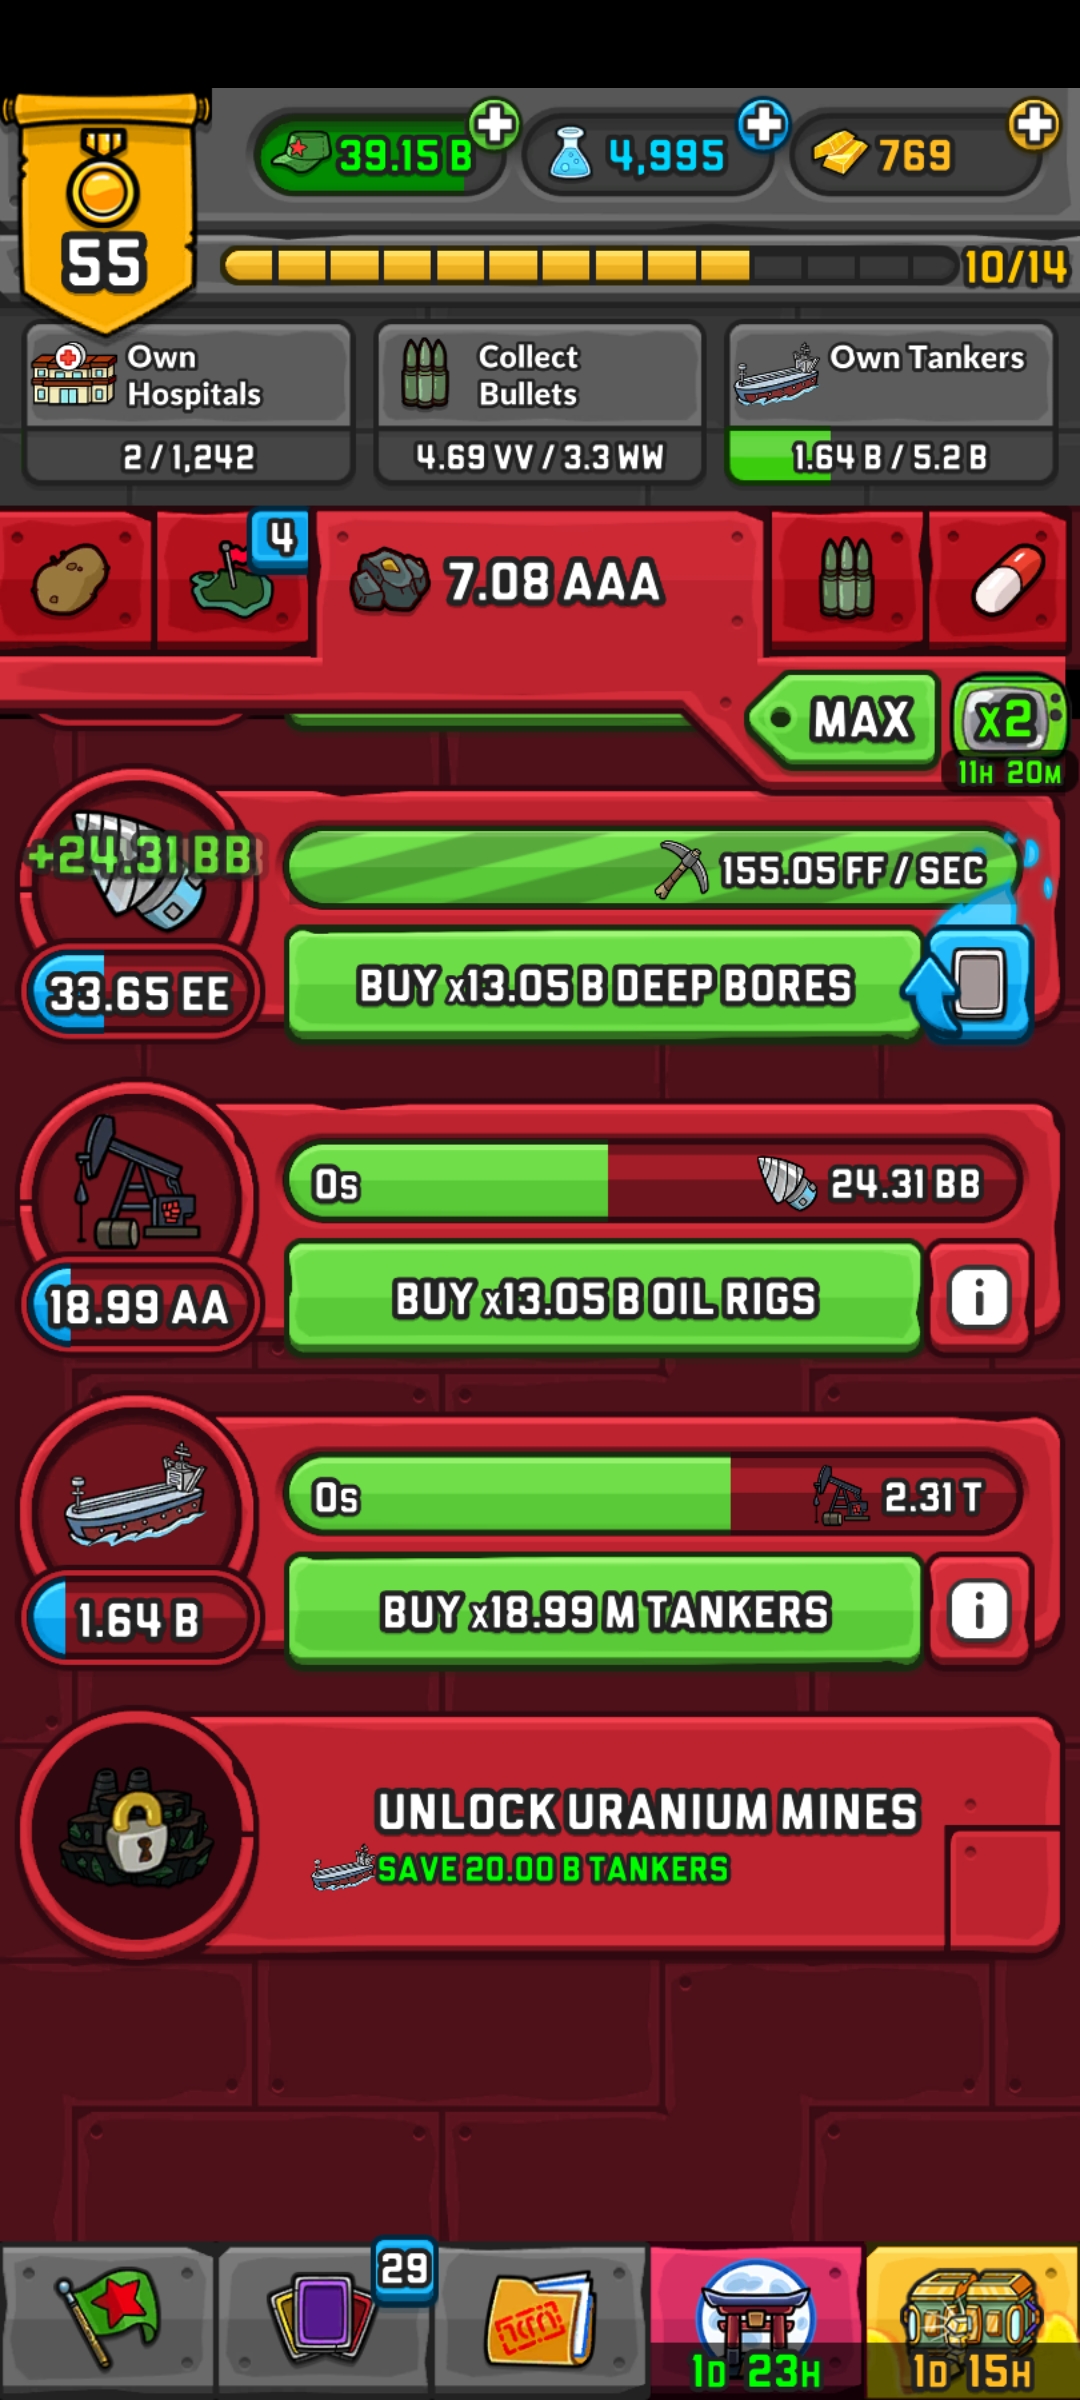 39.15 B
4,995
769
55
10/14
Own
Hospitals
2 / 1,242
Collect
Bullets
4.69 VV / 3.3 WW
Own Tankers
1.64 B / 5.2 B
4
7.08 AAA
MAX
x2
11H 20M
+24.31 BB
155.05 FF / SEC
33.65 EE
BUY x13.05 B DEEP BORES
0s
24.31 BB
18.99 AA
BUY x13.05 B OIL RIGS
0s
2.31 T
1.64 B
BUY x18.99 M TANKERS
UNLOCK URANIUM MINES
SAVE 20.00 B TANKERS
29
1D 23H
1D 15H